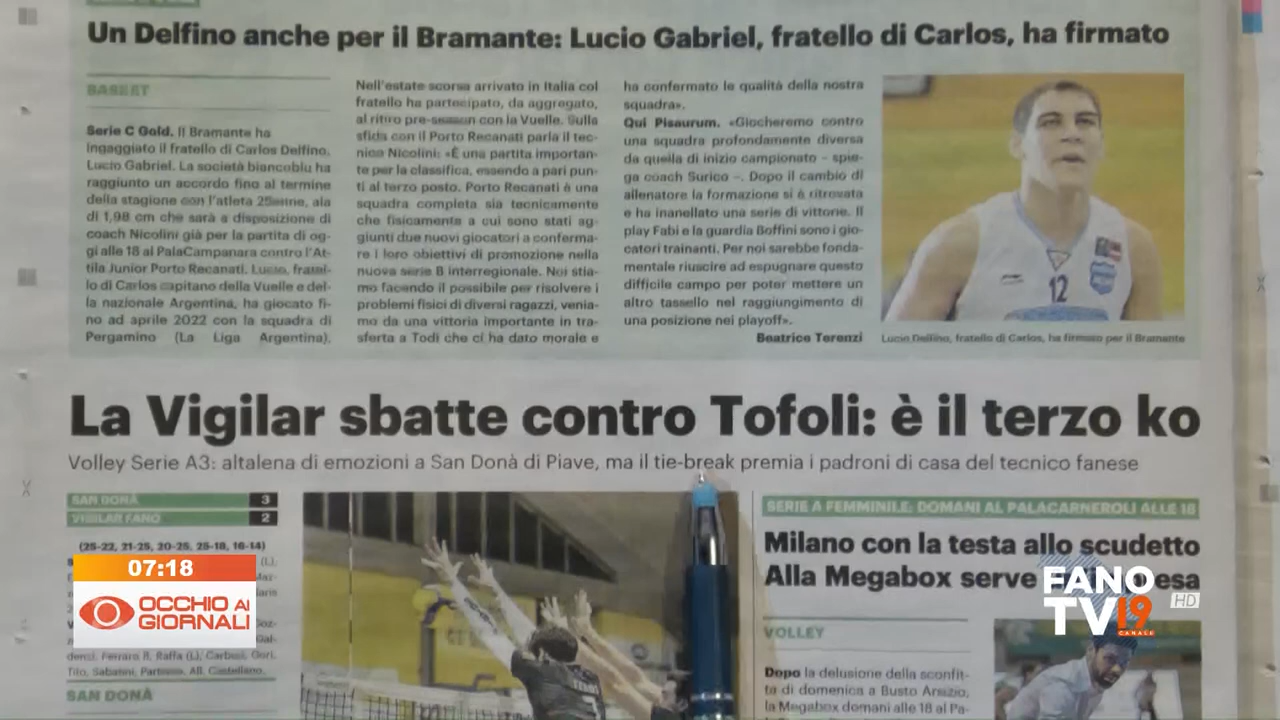 Un Delfino anche per il Bramante: Lucio Gabriel, fratello di Carlos, ha firmato
BASKET
Serie C Gold. Il Bramante ha
ingaggiato il fratello di Carlos Delfino,
Lucio Gabriel. La società biancoblu ha
raggiunto un accordo fino al termine
della stagione con l'atleta 25enne, ala
di 1,98 cm che sarà a disposizione di
coach Nicolini già per la partita di og-
gi alle 18 al PalaCampanara contro l'At-
tila Junior Porto Recanati. Lucio, fratel-
lo di Carlos capitano della Vuelle e del-
la nazionale Argentina, ha giocato fi-
no ad aprile 2022 con la squadra di
Pergamino (La Liga Argentina).
Nell'estate scorsa arrivato in Italia col
fratello ha partecipato, da aggregato,
al ritiro pre-season con la Vuelle. Sulla
sfida con il Porto Recanati parla il tec-
nico Nicolini: «È una partita importan-
te per la classifica, essendo a pari pun-
ti al terzo posto. Porto Recanati è una
squadra completa sia tecnicamente
che fisicamente a cui sono stati ag-
giunti due nuovi giocatori a conferma-
re i loro obiettivi di promozione nella
nuova serie B interregionale. Noi stia-
mo facendo il possibile per risolvere i
problemi fisici di diversi ragazzi, venia-
mo da una vittoria importante in tra-
sferta a Todi che ci ha dato morale e
ha confermato le qualità della nostra
squadra».
Qui Pisaurum. «Giocheremo contro
una squadra profondamente diversa
da quella di inizio campionato – spie-
ga coach Surico –. Dopo il cambio di
allenatore la formazione si è ritrovata
e ha inanellato una serie di vittorie. Il
play Fabi e la guardia Boffini sono i gio-
catori trainanti. Per noi sarebbe fonda-
mentale riuscire ad espugnare questo
difficile campo per poter mettere un
altro tassello nel raggiungimento di
una posizione nei playoff».
Beatrice Terenzi
12
Lucio Delfino, fratello di Carlos, ha firmato per il Bramante
La Vigilar sbatte contro Tofoli: è il terzo ko
Volley Serie A3: altalena di emozioni a San Donà di Piave, ma il tie-break premia i padroni di casa del tecnico fanese
SAN DONÀ 3
VIGILAR FANO 2
(25-22, 21-25, 20-25, 25-18, 16-14)
densi, Ferraro R, Raffa (L), Carbusi, Gori,
Tito, Sabatini, Partenio. All. Castellano.
SAN DONÀ
SERIE A FEMMINILE: DOMANI AL PALACARNEROLI ALLE 18
Milano con la testa allo scudetto
Alla Megabox serve
VOLLEY
Dopo la delusione della sconfit-
ta di domenica a Busto Arsizio,
la Megabox domani alle 18 al Pa-
07:18
OCCHIO AI
GIORNALI
FANO
TV 19
CANALE
HD